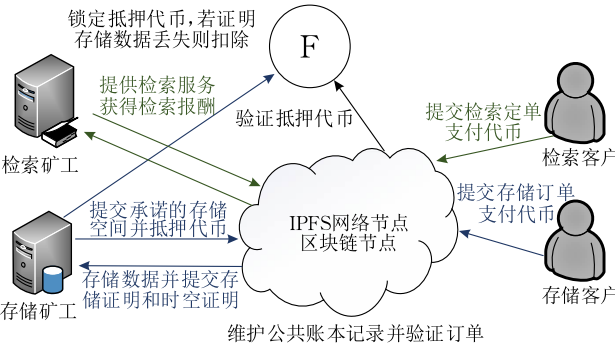 锁定抵押代币,若证明
存储数据丢失则扣除
F
提供检索服务
获得检索报酬
验证抵押代币
提交检索定单
支付代币
检索矿工
检索客户
提交承诺的存储
空间并抵押代币
IPFS网络节点
区块链节点
提交存储订单
支付代币
存储数据并提交存
储证明和时空证明
存储矿工
存储客户
维护公共账本记录并验证订单